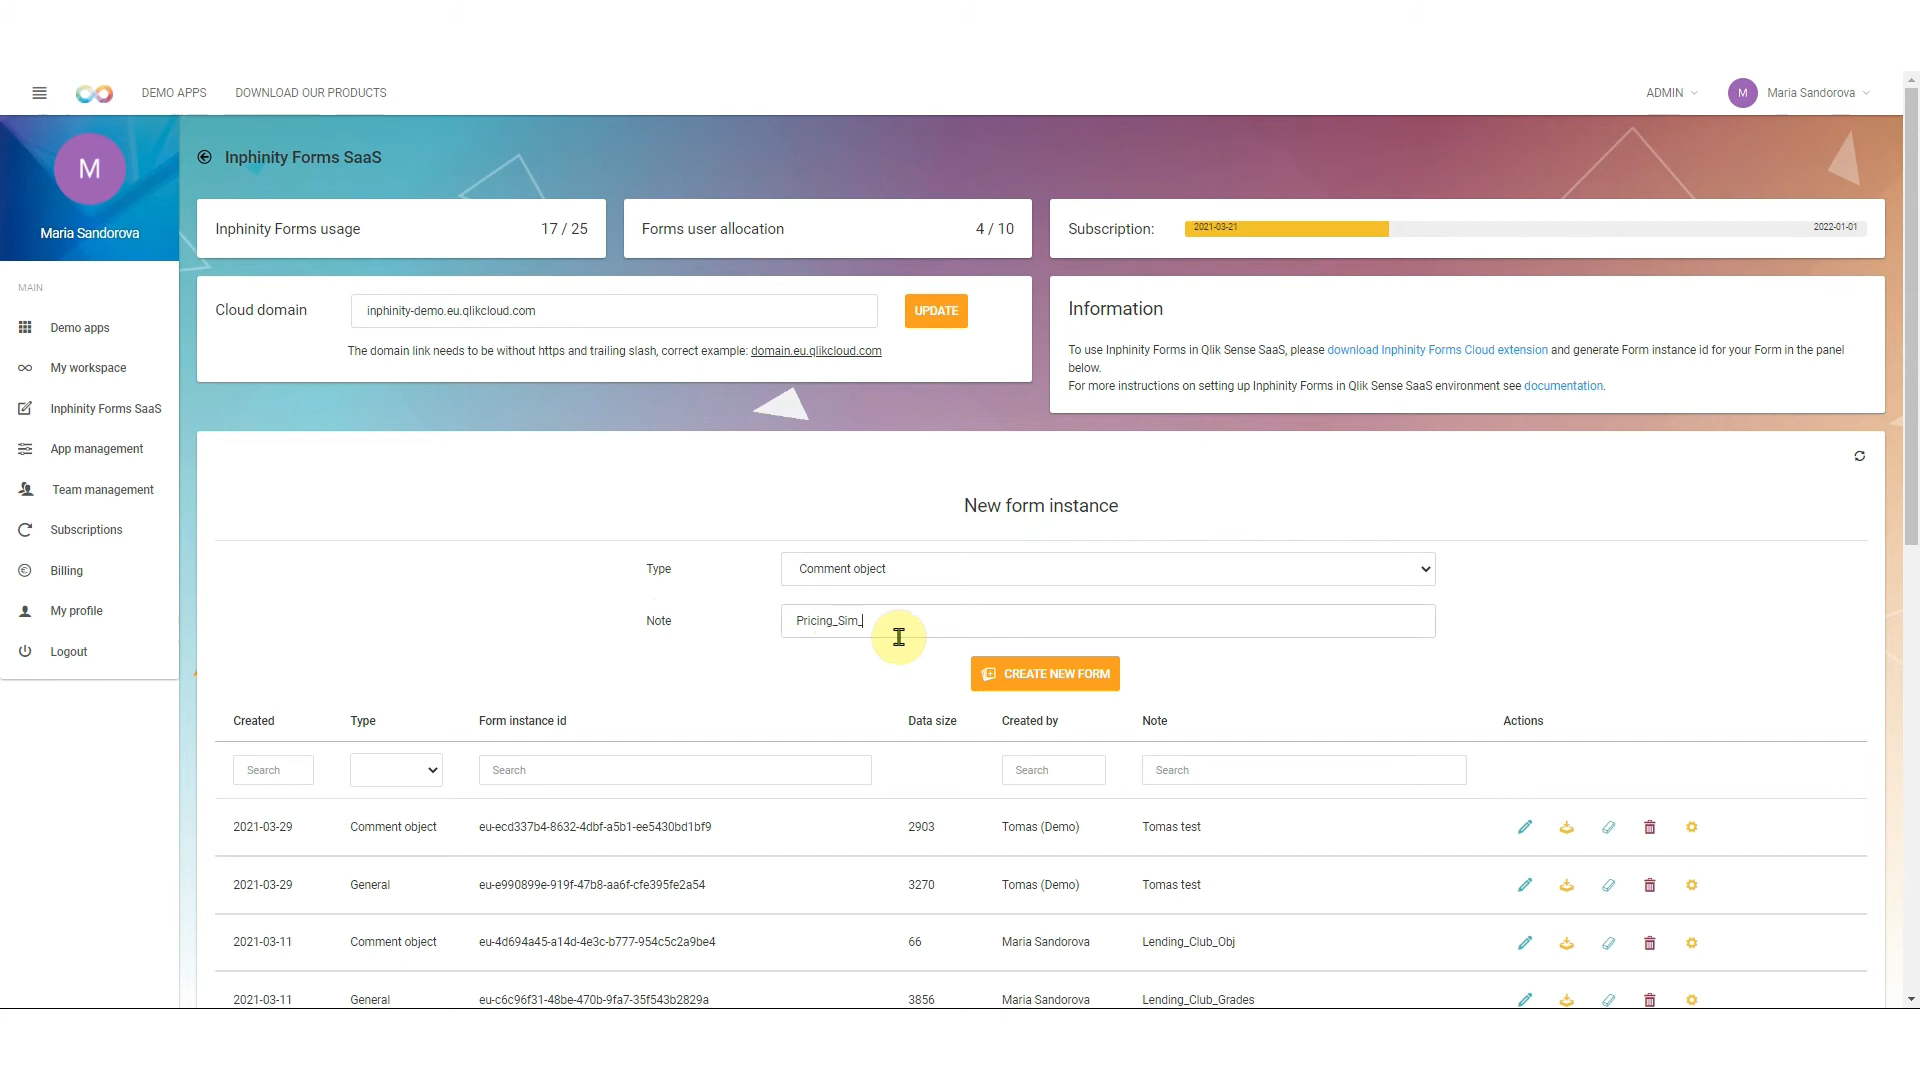 DEMO APPS DOWNLOAD OUR PRODUCTS ADMIN M Maria Sandorova
M
Maria Sandorova
MAIN
Demo apps
My workspace
Inphinity Forms SaaS
App management
Team management
Subscriptions
Billing
My profile
Logout
Inphinity Forms SaaS
Inphinity Forms usage 17 / 25
Forms user allocation 4 / 10
Subscription: 2021-03-21 2022-01-01
Cloud domain inphinity-demo.eu.qlikcloud.com UPDATE
The domain link needs to be without https and trailing slash, correct example: domain.eu.qlikcloud.com
Information
To use Inphinity Forms in Qlik Sense SaaS, please download Inphinity Forms Cloud extension and generate Form instance id for your Form in the panel
below.
For more instructions on setting up Inphinity Forms in Qlik Sense SaaS environment see documentation.
New form instance
Type Comment object
Note Pricing_Sim_
CREATE NEW FORM
Created Type Form instance id Data size Created by Note Actions
Search Search Search Search
2021-03-29 Comment object eu-ecd337b4-8632-4dbf-a5b1-ee5430bd1bf9 2903 Tomas (Demo) Tomas test
2021-03-29 General eu-e990899e-919f-47b8-aa6f-cfe395fe2a54 3270 Tomas (Demo) Tomas test
2021-03-11 Comment object eu-4d694a45-a14d-4e3c-b777-954c5c2a9be4 66 Maria Sandorova Lending_Club_Obj
2021-03-11 General eu-c6c96f31-48be-470b-9fa7-35f543b2829a 3856 Maria Sandorova Lending_Club_Grades